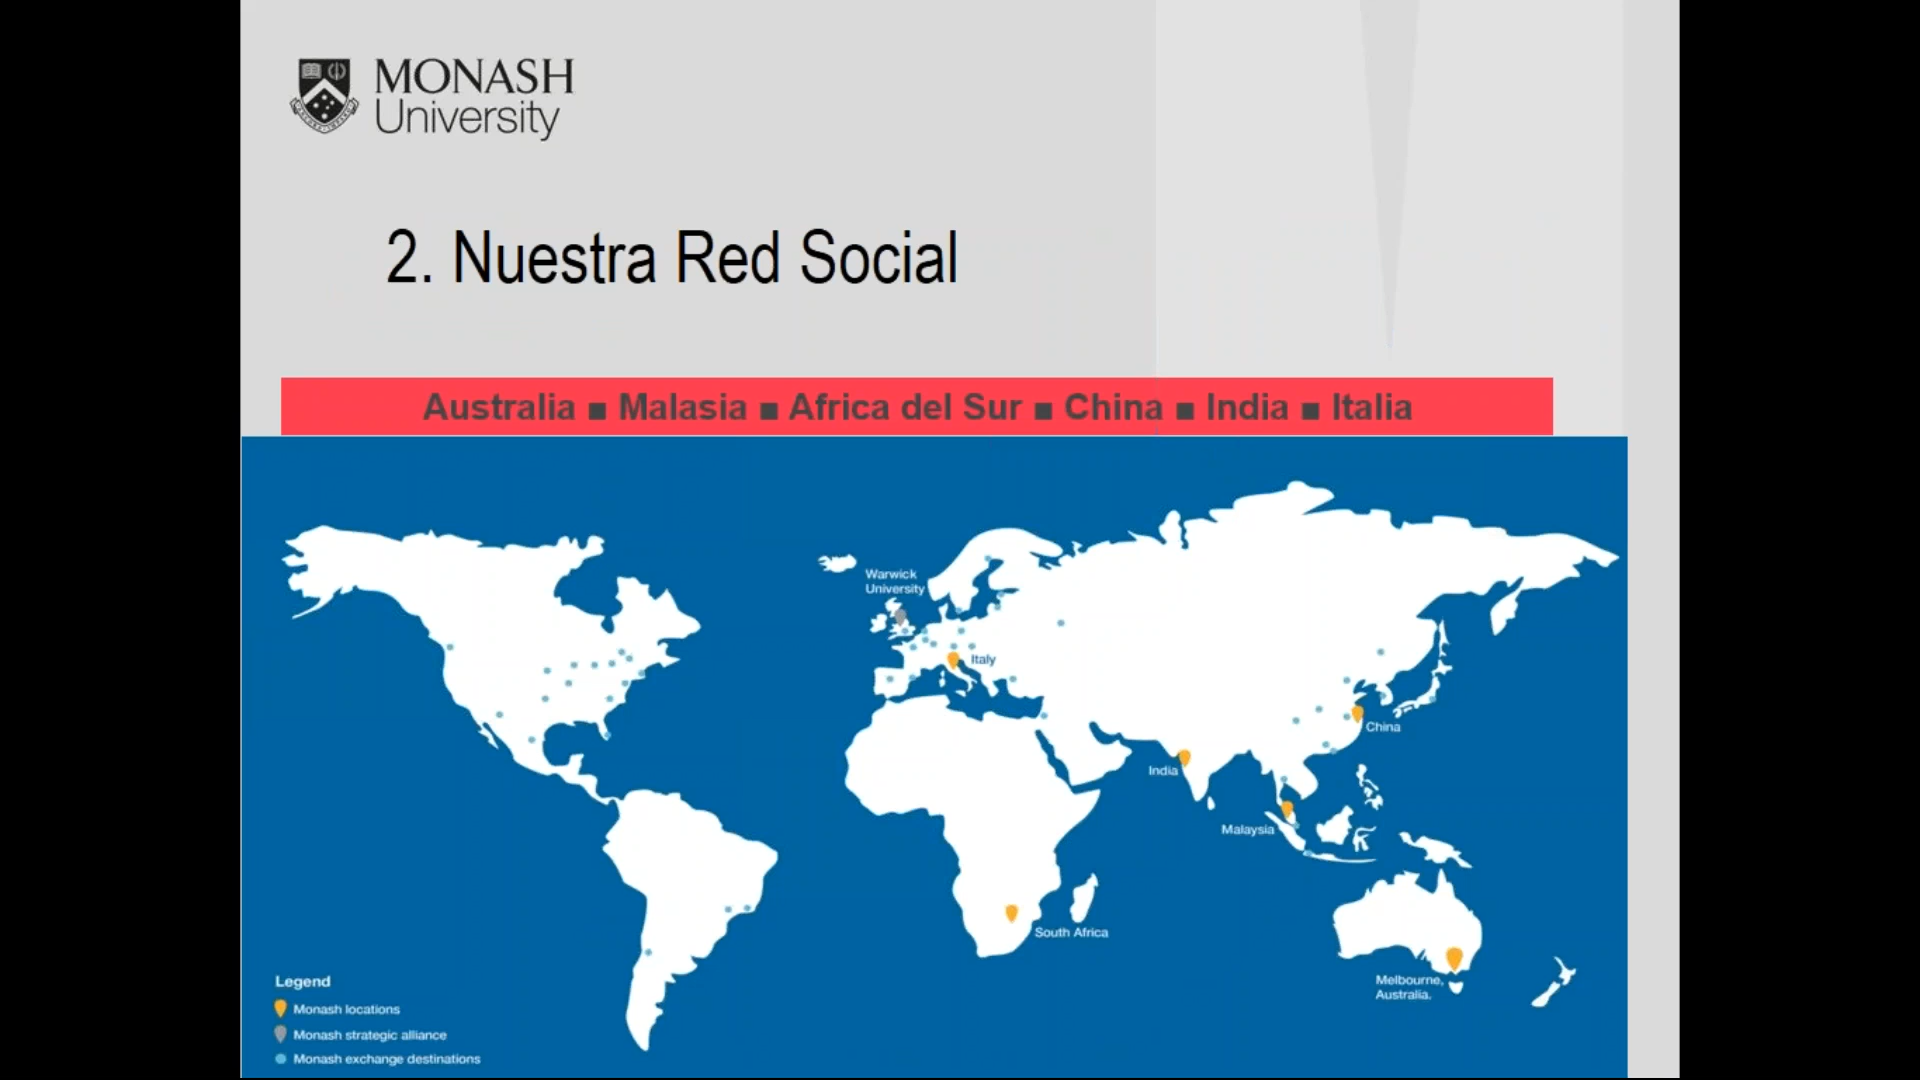 MONASH
University
2. Nuestra Red Social
Australia ■ Malasia ■ Africa del Sur ■ China ■ India ■ Italia
Warwick
University
Italy
China
India
Malaysia
South Africa
Melbourne,
Australia.
Legend
Monash locations
Monash strategic alliance
Monash exchange destinations